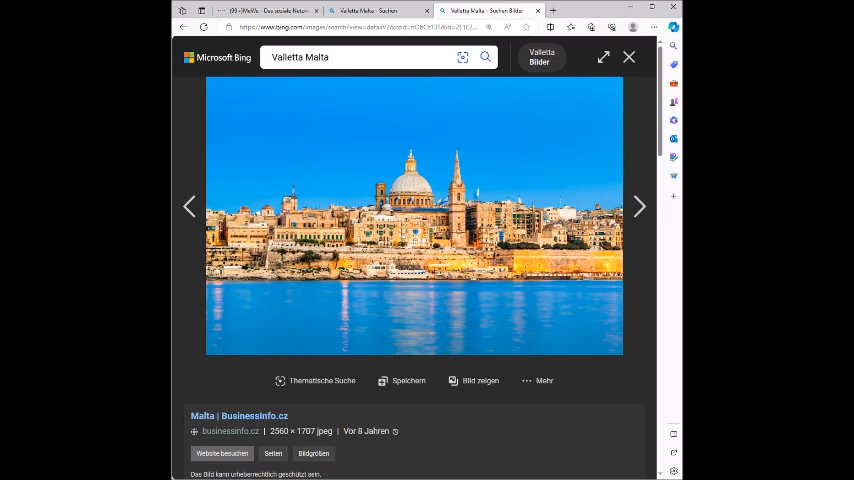 (99+) MeWe - Das soziale Netzw
Valletta Malta - Suchen
Valletta Malta - Suchen Bilder
https://www.bing.com/images/search?view=detailV2&ccid=
Microsoft Bing
Valletta Malta
Valletta
Bilder
Thematische Suche
Speichern
Bild zeigen
Mehr
Malta | BusinessInfo.cz
businessinfo.cz | 2560 × 1707 jpeg | Vor 8 Jahren
Website besuchen
Seiten
Bildgrößen
Das Bild kann urheberrechtlich geschützt sein.